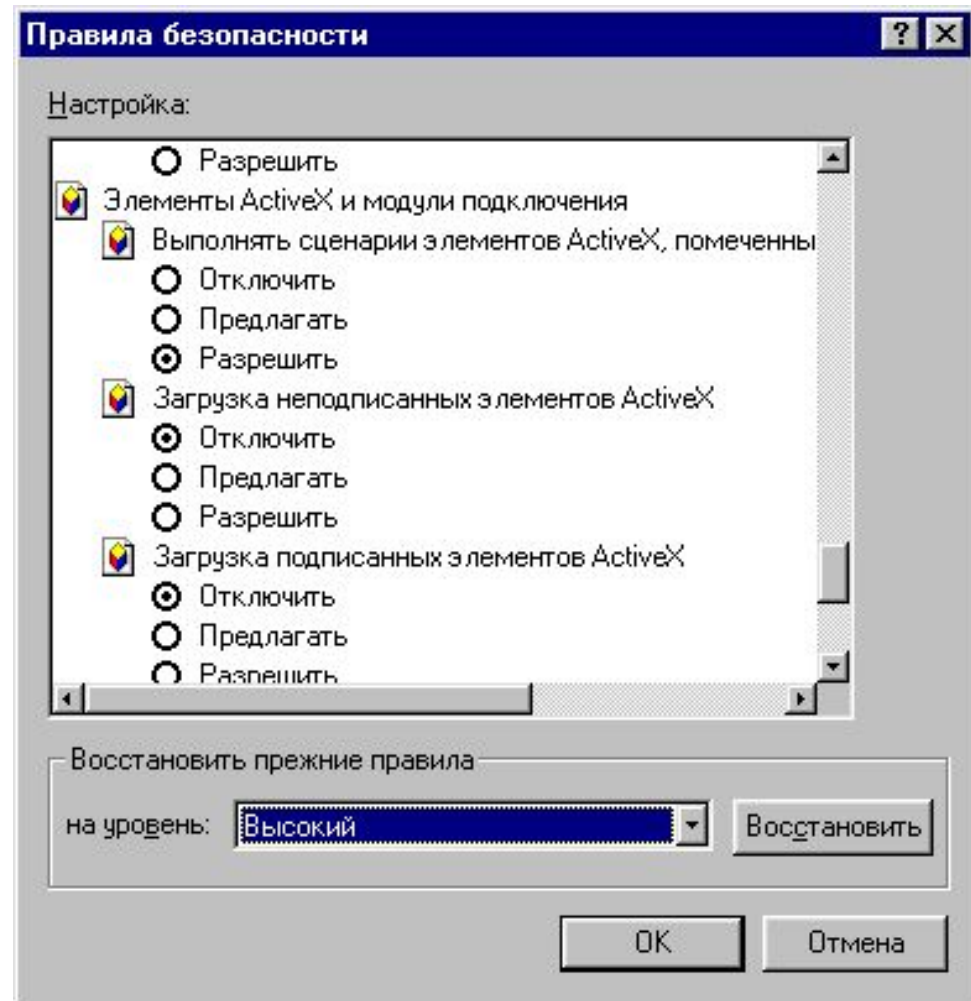 Правила безопасности
Настройка:
Разрешить
Элементы ActiveX и модули подключения
Выполнять сценарии элементов ActiveX, помеченны
Отключить
Предлагать
Разрешить
Загрузка неподписанных элементов ActiveX
Отключить
Предлагать
Разрешить
Загрузка подписанных элементов ActiveX
Отключить
Предлагать
Разрешить
Восстановить прежние правила
на уровень: Высокий Восстановить
OK Отмена